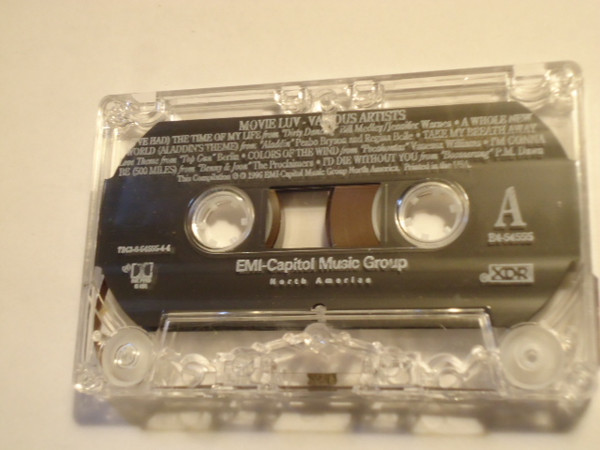 MOVIE LUV - VARIOUS ARTISTS
I'VE HAD) THE TIME OF MY LIFE from "Dirty Dancing" Bill Medley/Jennifer Warnes • A WHOLE NEW
WORLD (ALADDIN'S THEME) from "Aladdin" Peabo Bryson and Regina Belle • TAKE MY BREATH AWAY
Love Theme from "Top Gun" Berlin • COLORS OF THE WIND from "Pocahontas" Vanessa Williams • I'M GONNA
BE (500 MILES) from "Benny & Joon" The Proclaimers • I'D DIE WITHOUT YOU from "Boomerang" P.M. Dawn
This Compilation ℗ © 1996 EMI-Capitol Music Group North America. Printed in the U.S.A.
A
E4-54555
EMI-Capitol Music Group
North America
XDR